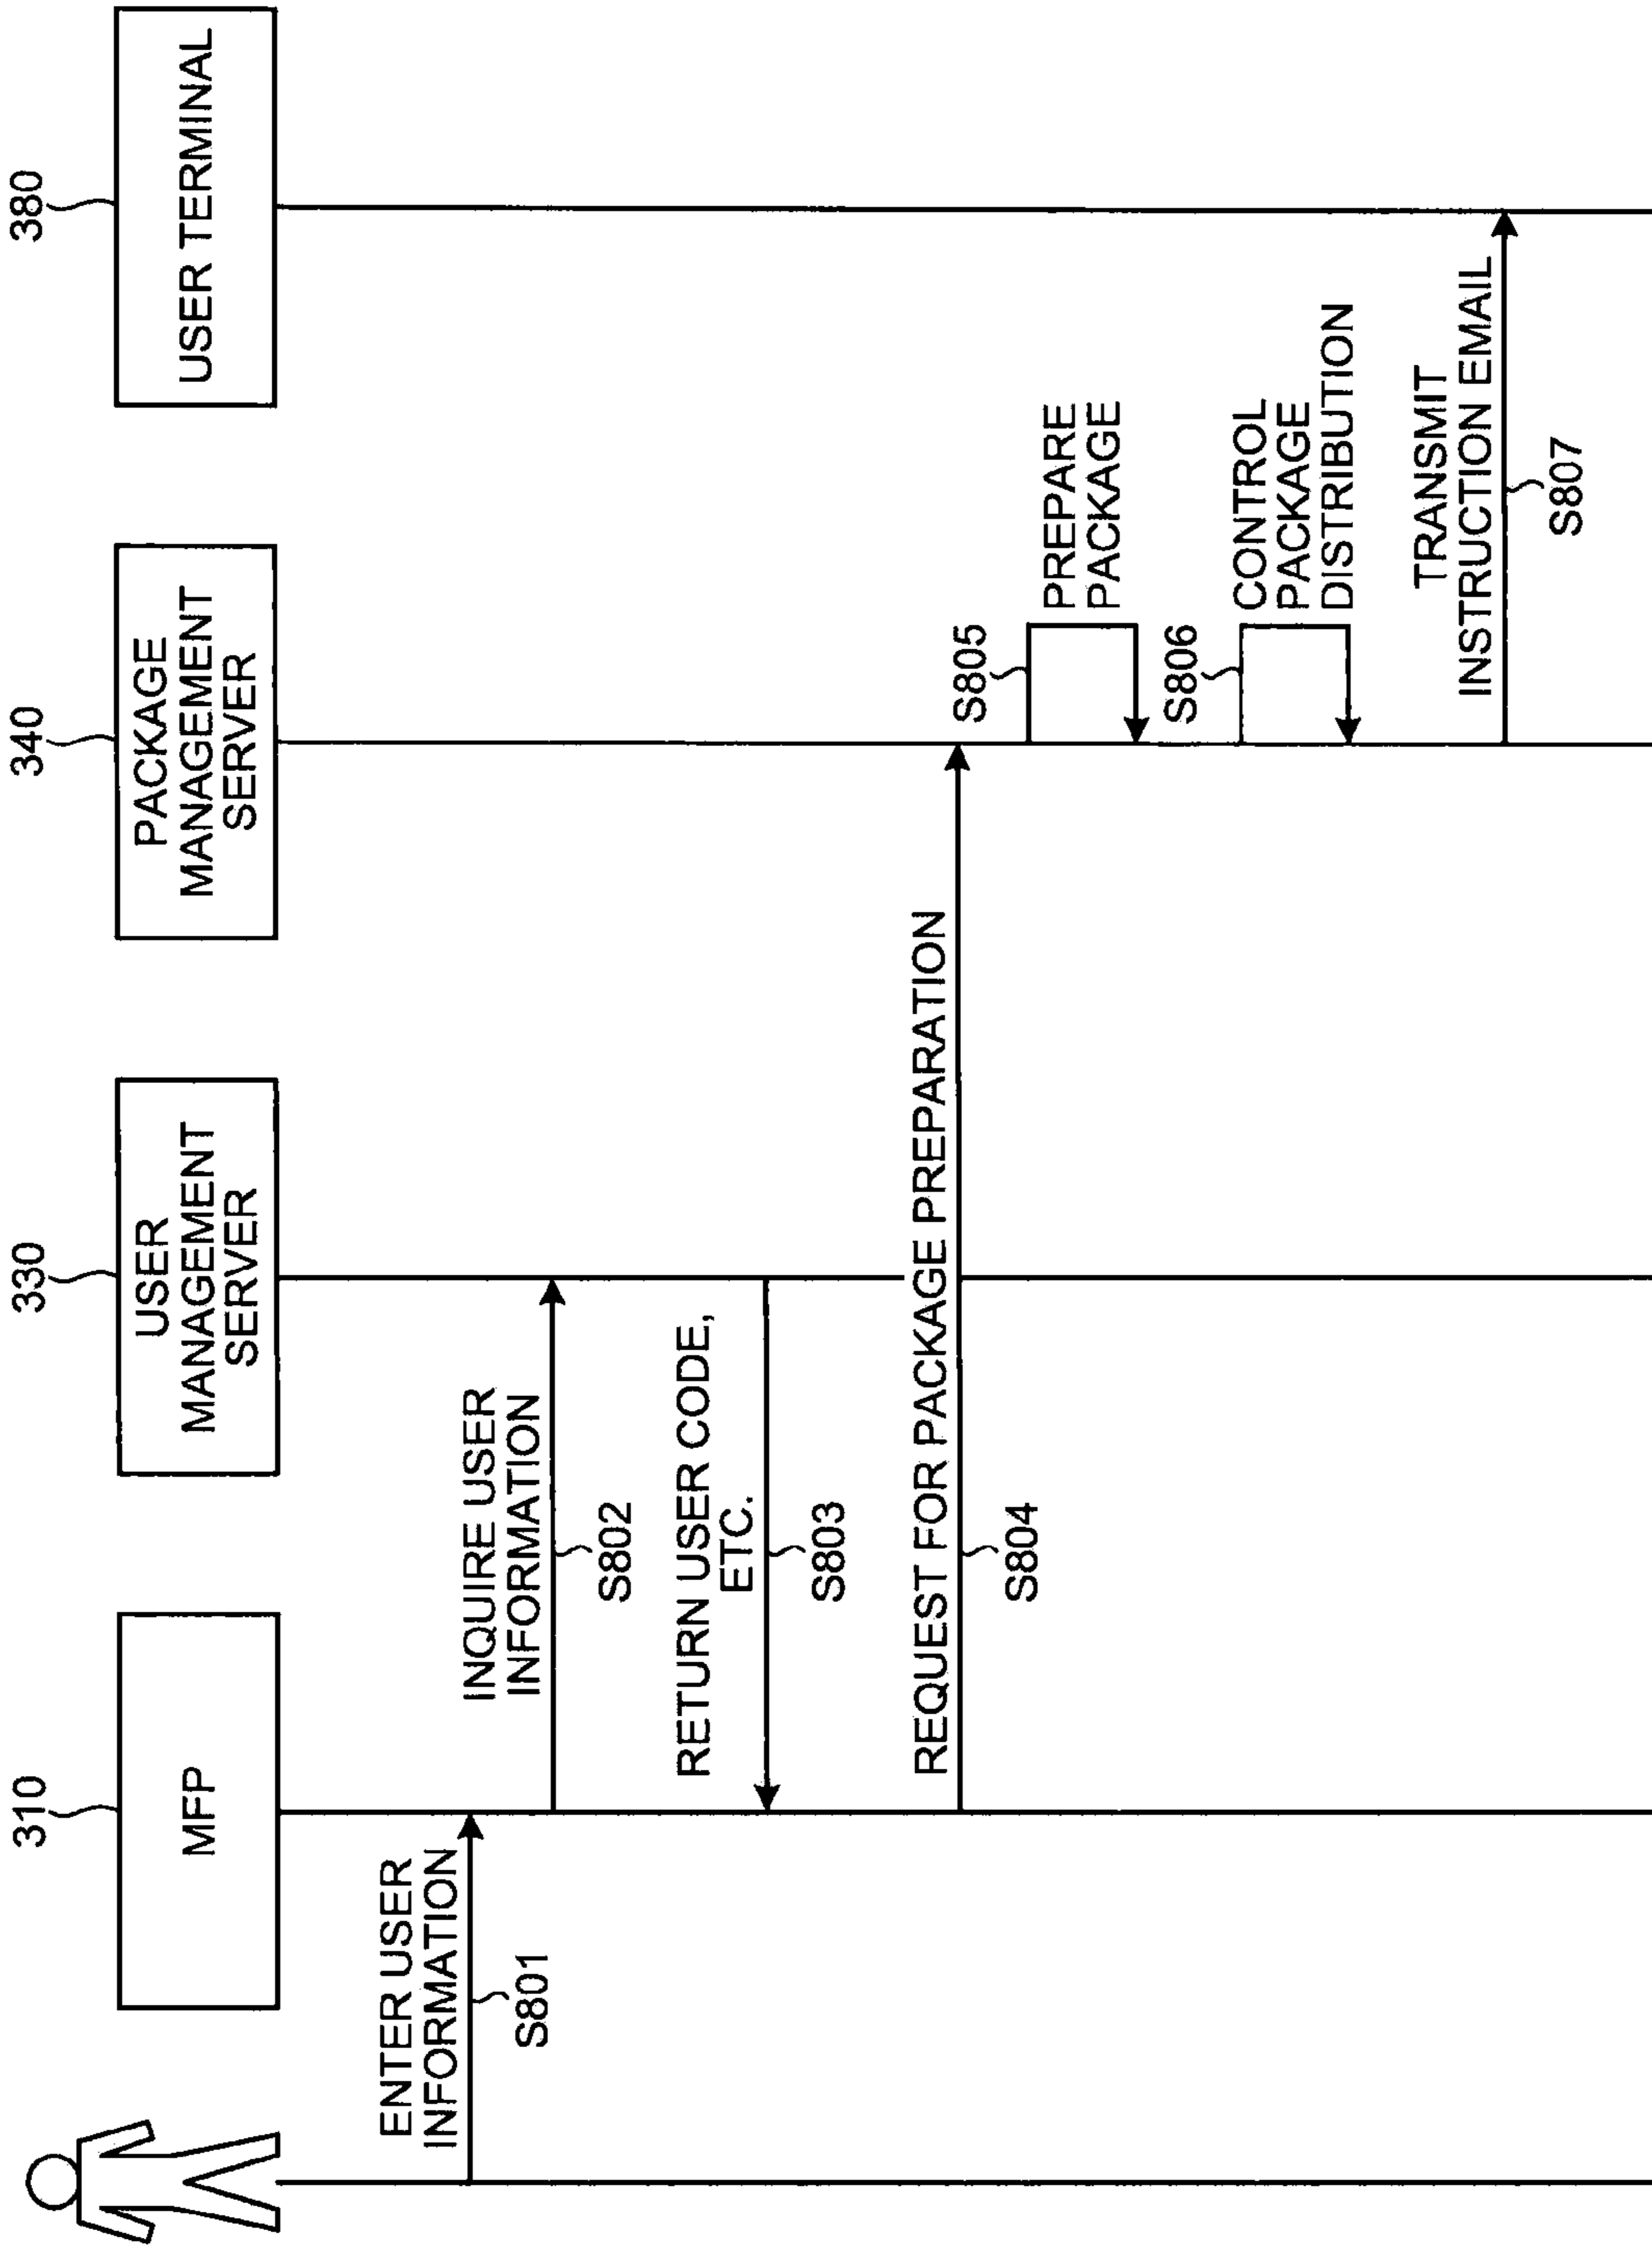 310
330
340
380
MFP
USER
MANAGEMENT
SERVER
PACKAGE
MANAGEMENT
SERVER
USER TERMINAL
ENTER USER
INFORMATION
S801
INQUIRE USER
INFORMATION
S802
RETURN USER CODE,
ETC.
S803
REQUEST FOR PACKAGE PREPARATION
S804
S805
PREPARE
PACKAGE
S806
CONTROL
PACKAGE
DISTRIBUTION
TRANSMIT
INSTRUCTION EMAIL
S807